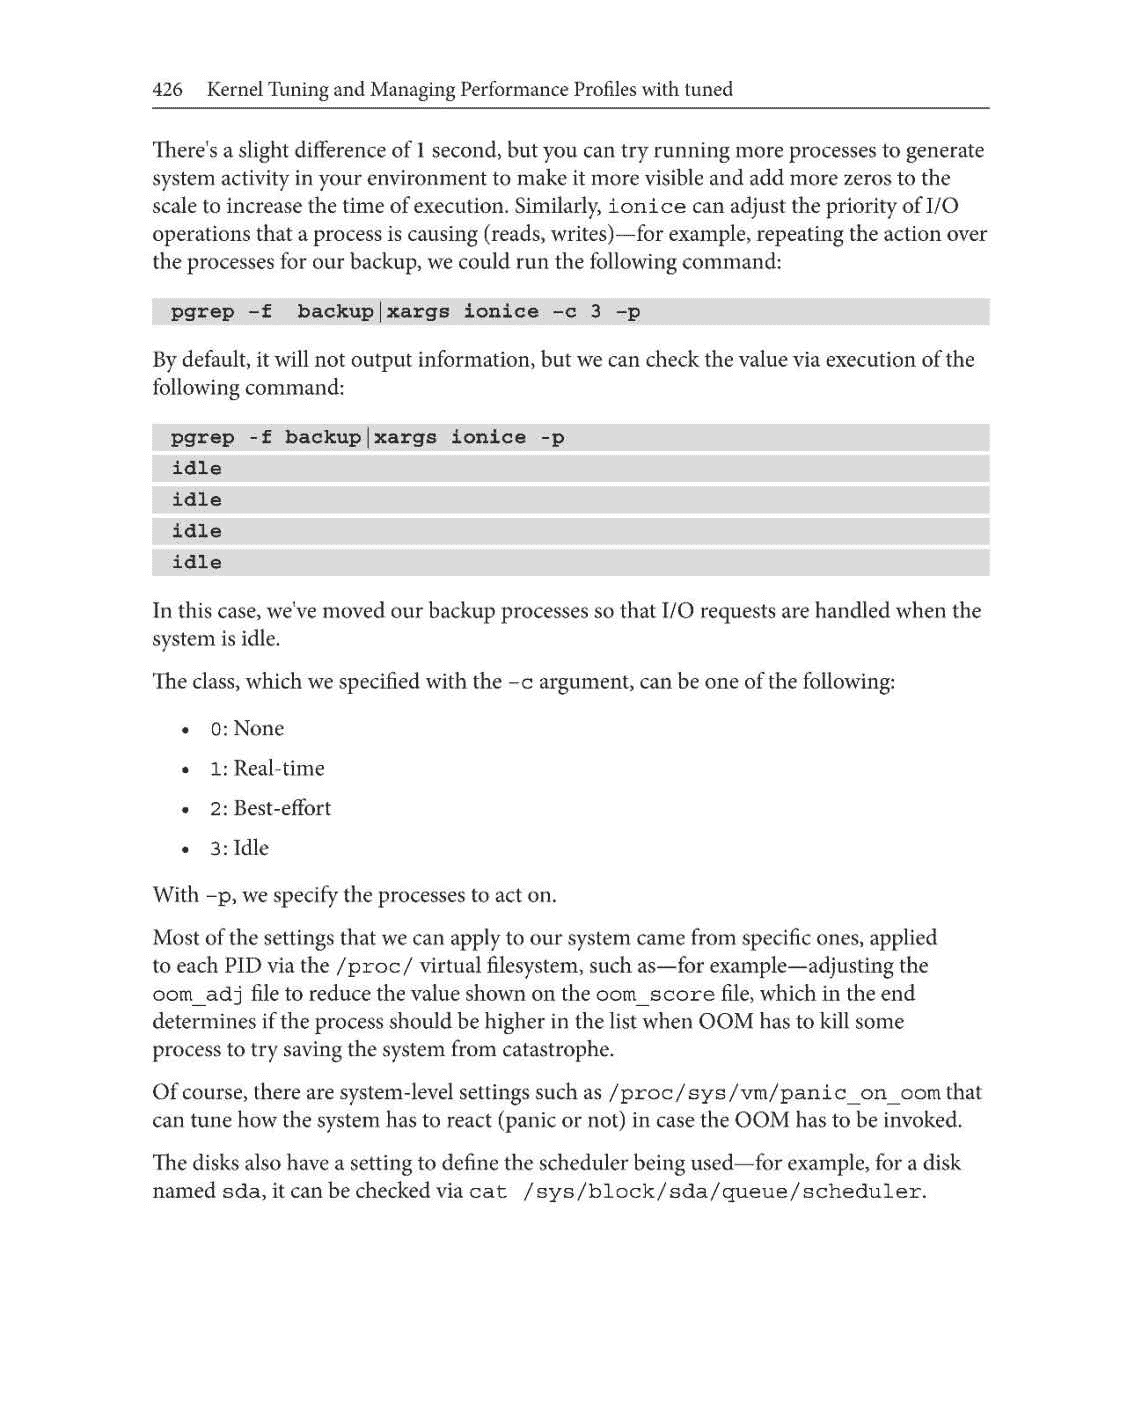 426 Kernel Tuning and Managing Performance Profiles with tuned
There's a slight difference of 1 second, but you can try running more processes to generate
system activity in your environment to make it more visible and add more zeros to the
scale to increase the time of execution. Similarly, ionice can adjust the priority of I/O
operations that a process is causing (reads, writes)—for example, repeating the action over
the processes for our backup, we could run the following command:
pgrep –f  backup|xargs ionice –c 3 –p
By default, it will not output information, but we can check the value via execution of the
following command:
pgrep -f backup|xargs ionice -p
idle
idle
idle
idle
In this case, we've moved our backup processes so that I/O requests are handled when the
system is idle.
The class, which we specified with the –c argument, can be one of the following:
• 0: None
• 1: Real-time
• 2: Best-effort
• 3: Idle
With –p, we specify the processes to act on.
Most of the settings that we can apply to our system came from specific ones, applied
to each PID via the /proc/ virtual filesystem, such as—for example—adjusting the
oom_adj file to reduce the value shown on the oom_score file, which in the end
determines if the process should be higher in the list when OOM has to kill some
process to try saving the system from catastrophe.
Of course, there are system-level settings such as /proc/sys/vm/panic_on_oom that
can tune how the system has to react (panic or not) in case the OOM has to be invoked.
The disks also have a setting to define the scheduler being used—for example, for a disk
named sda, it can be checked via cat /sys/block/sda/queue/scheduler.